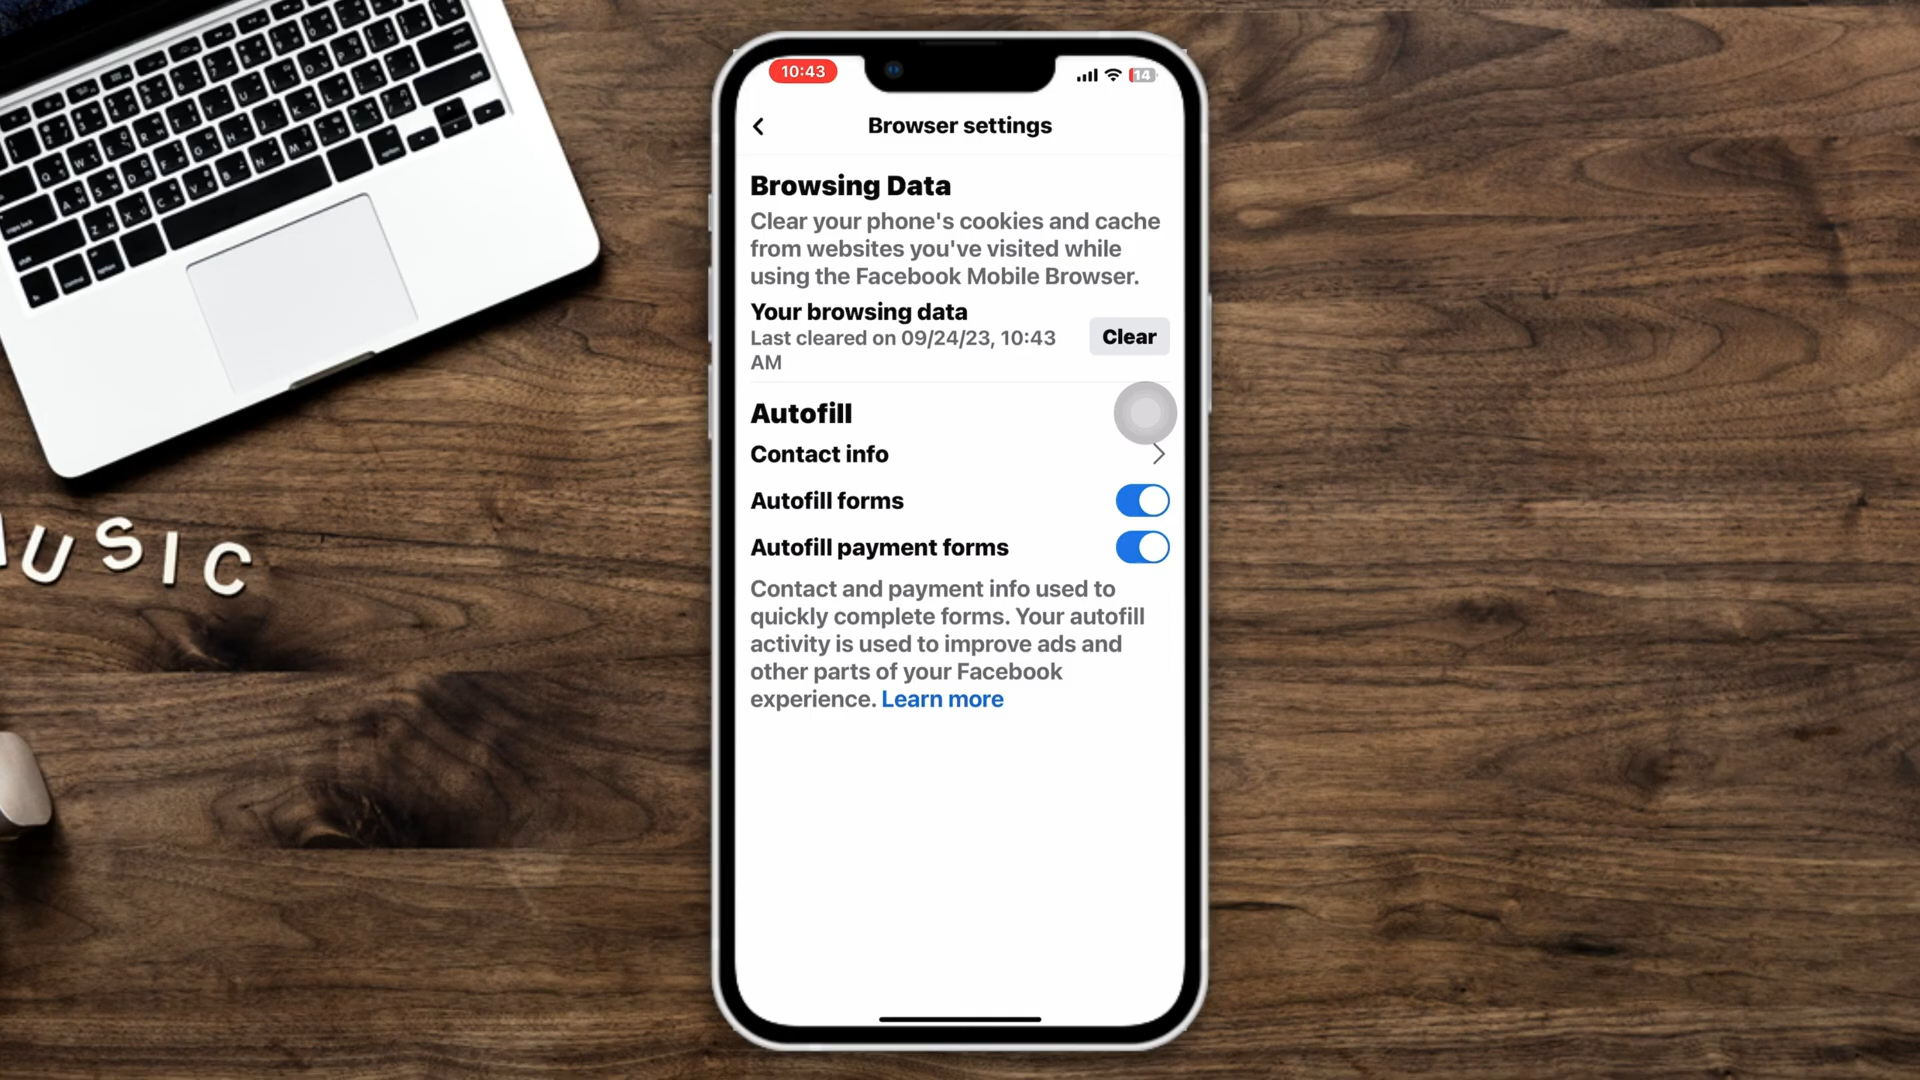 10:43
14
Browser settings
Browsing Data
Clear your phone's cookies and cache
from websites you've visited while
using the Facebook Mobile Browser.
Your browsing data
Last cleared on 09/24/23, 10:43
AM
Clear
Autofill
Contact info
Autofill forms
Autofill payment forms
Contact and payment info used to
quickly complete forms. Your autofill
activity is used to improve ads and
other parts of your Facebook
experience. Learn more
USIC